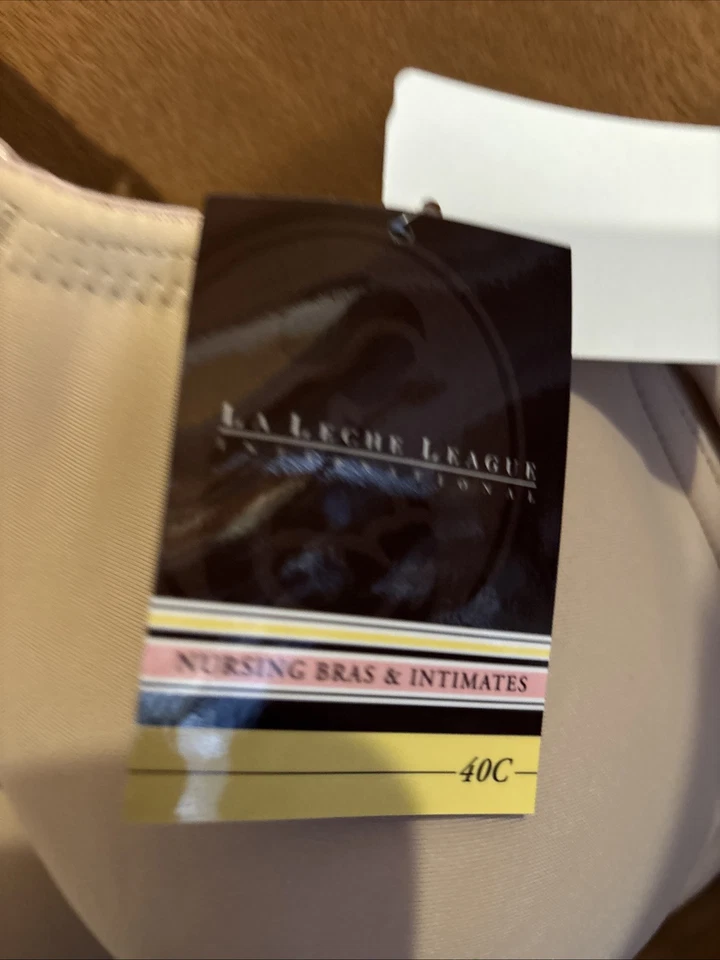 LA LECHE LEAGUE
INTERNATIONAL
NURSING BRAS & INTIMATES
40C